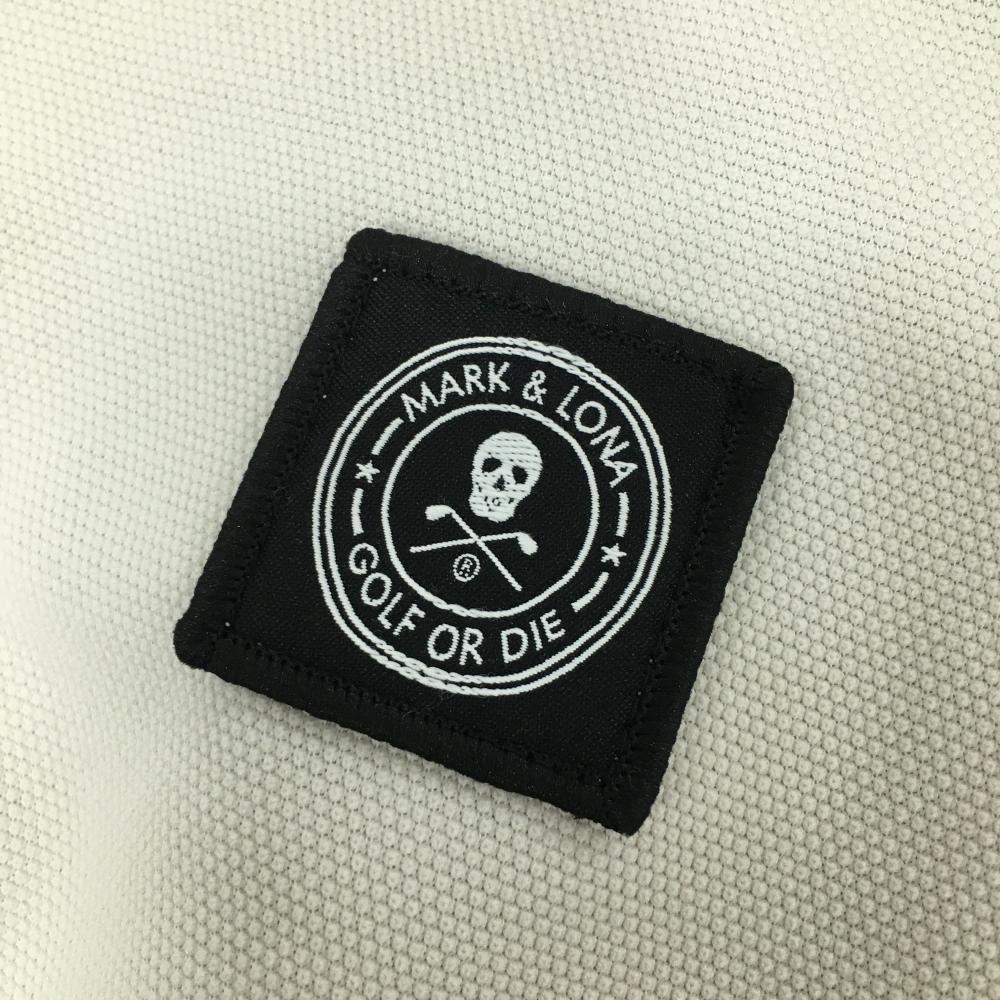 MARK & LONA
GOLF OR DIE
®